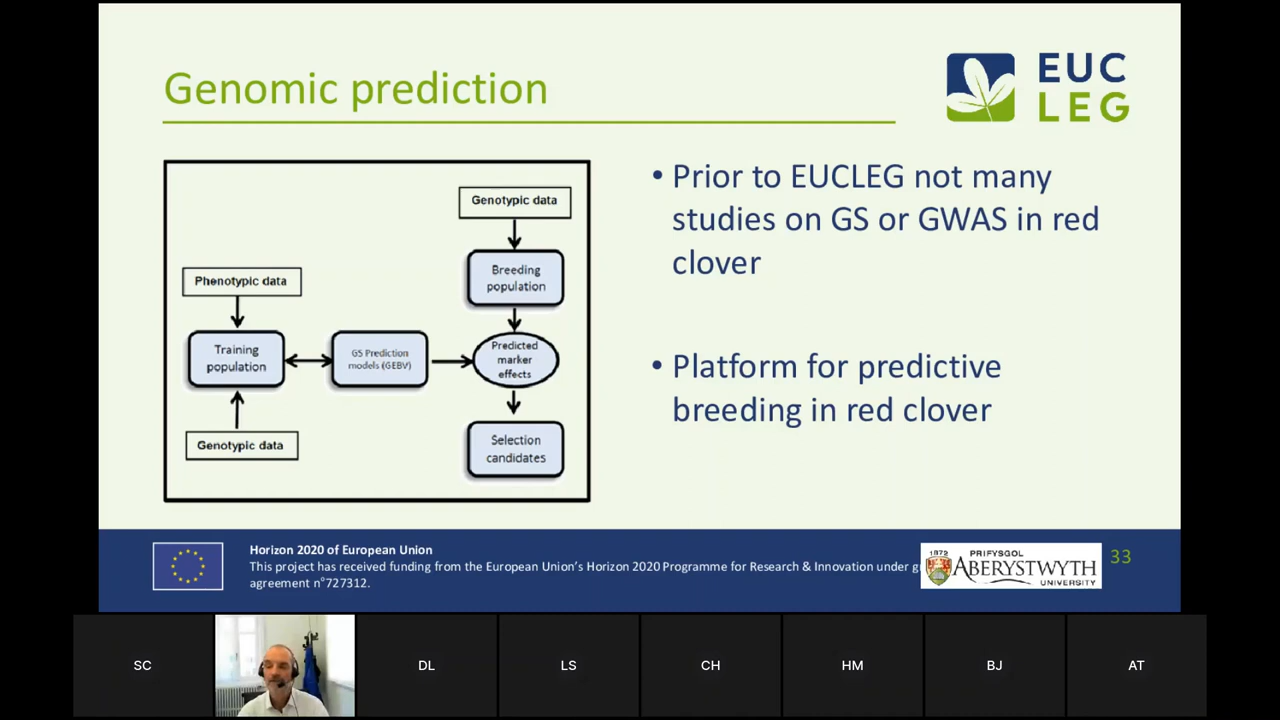 Genomic prediction
EUC
LEG
Genotypic data
Breeding
population
Phenotypic data
Training
population
GS Prediction
models (GEBV)
Predicted
marker
effects
Genotypic data
Selection
candidates
• Prior to EUCLEG not many
studies on GS or GWAS in red
clover
• Platform for predictive
breeding in red clover
Horizon 2020 of European Union
This project has received funding from the European Union's Horizon 2020 Programme for Research & Innovation under gr
agreement n°727312.
1872
PRIFYSGOL
ABERYSTWYTH
UNIVERSITY
33
SC
DL
LS
CH
HM
BJ
AT